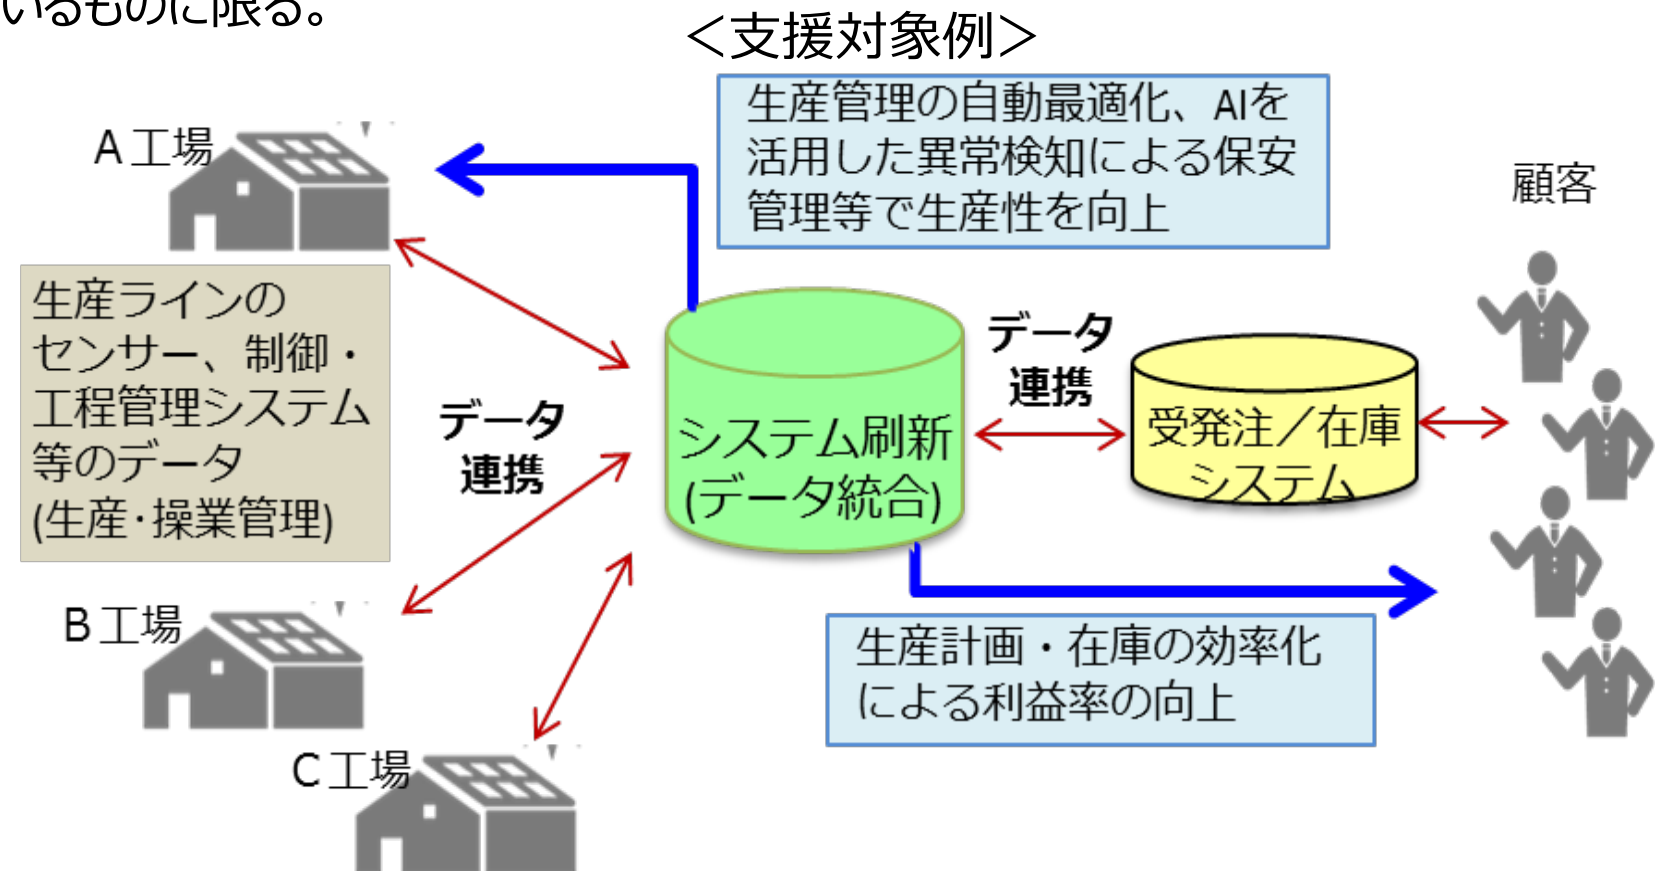 いるものに限る。
＜支援対象例＞
生産管理の自動最適化、AIを
活用した異常検知による保安
管理等で生産性を向上
A工場
顧客
生産ラインの
センサー、制御・
工程管理システム
等のデータ
(生産･操業管理)
データ
連携
システム刷新
(データ統合)
データ
連携
受発注／在庫
システム
B工場
生産計画・在庫の効率化
による利益率の向上
C工場